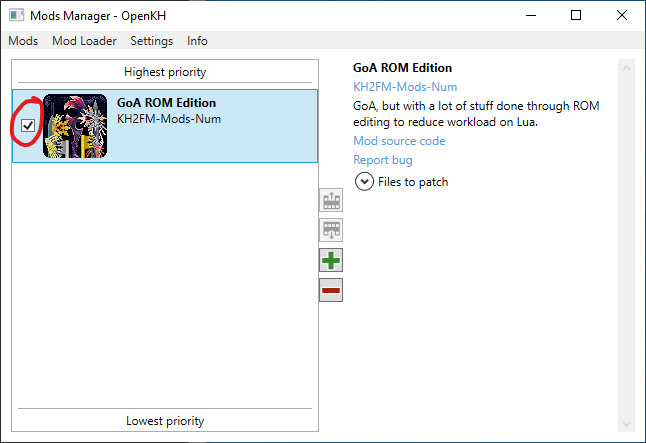 Mods Manager - OpenKH
Mods Mod Loader Settings Info
Highest priority
GoA ROM Edition
KH2FM-Mods-Num
Lowest priority
GoA ROM Edition
KH2FM-Mods-Num
GoA, but with a lot of stuff done through ROM
editing to reduce workload on Lua.
Mod source code
Report bug
Files to patch